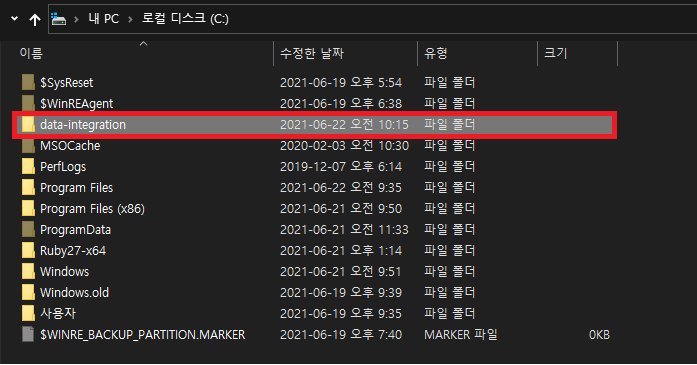 내 PC > 로컬 디스크 (C:)
이름 수정한 날짜 유형 크기
$SysReset 2021-06-19 오후 5:54 파일 폴더
$WinREAgent 2021-06-19 오후 6:38 파일 폴더
data-integration 2021-06-22 오전 10:15 파일 폴더
MSOCache 2020-02-03 오전 10:30 파일 폴더
PerfLogs 2019-12-07 오후 6:14 파일 폴더
Program Files 2021-06-22 오전 9:35 파일 폴더
Program Files (x86) 2021-06-21 오전 9:50 파일 폴더
ProgramData 2021-06-21 오전 11:33 파일 폴더
Ruby27-x64 2021-06-21 오후 1:14 파일 폴더
Windows 2021-06-21 오전 9:51 파일 폴더
Windows.old 2021-06-19 오후 9:39 파일 폴더
사용자 2021-06-19 오후 9:35 파일 폴더
$WINRE_BACKUP_PARTITION.MARKER 2021-06-19 오후 7:40 MARKER 파일 0KB